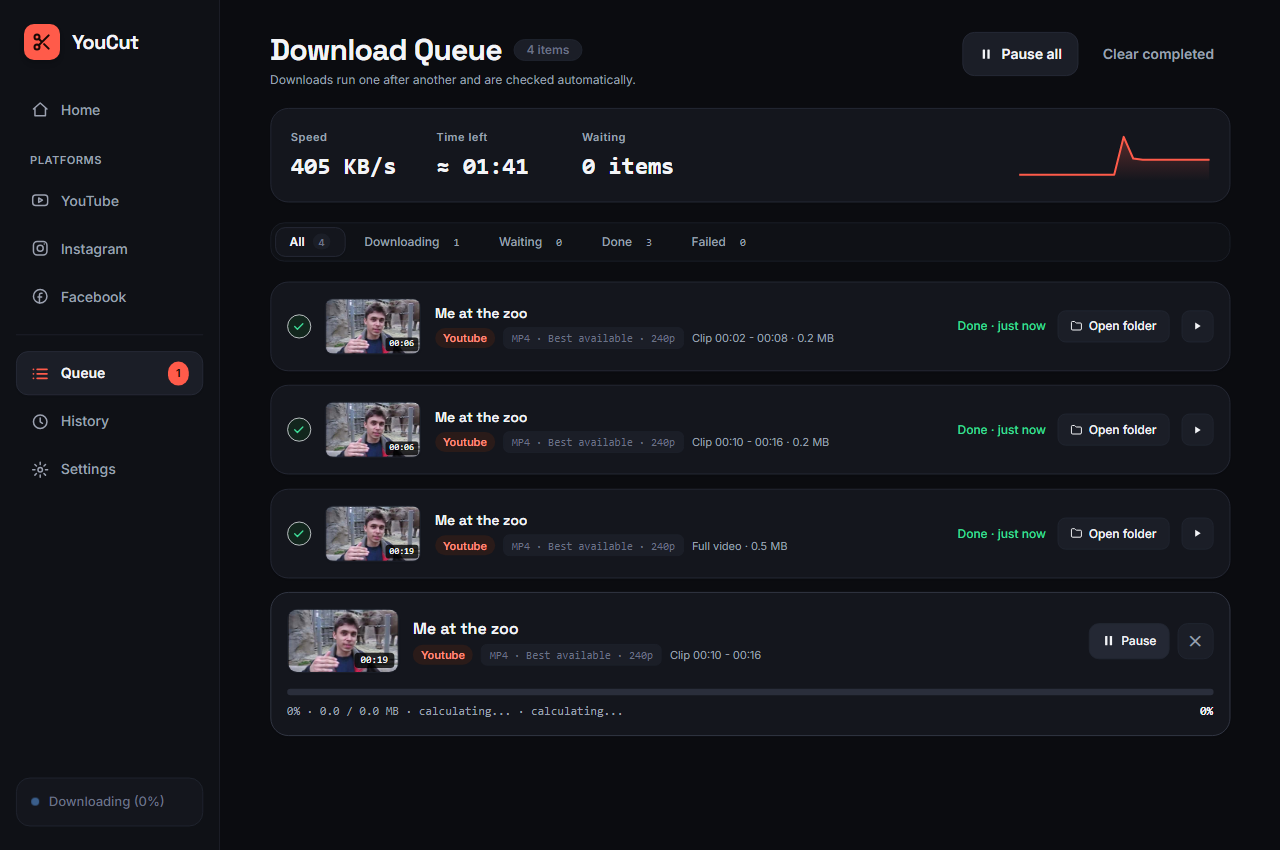 YouCut
Home
PLATFORMS
YouTube
Instagram
Facebook
Queue 1
History
Settings
Downloading (0%)
Download Queue 4 items
Downloads run one after another and are checked automatically.
Pause all Clear completed
Speed Time left Waiting
405 KB/s ≈ 01:41 0 items
All 4 Downloading 1 Waiting 0 Done 3 Failed 0
00:06
Me at the zoo
Youtube MP4 · Best available · 240p Clip 00:02 - 00:08 · 0.2 MB
Done · just now Open folder
00:06
Me at the zoo
Youtube MP4 · Best available · 240p Clip 00:10 - 00:16 · 0.2 MB
Done · just now Open folder
00:19
Me at the zoo
Youtube MP4 · Best available · 240p Full video · 0.5 MB
Done · just now Open folder
00:19
Me at the zoo
Youtube MP4 · Best available · 240p Clip 00:10 - 00:16
Pause
0% · 0.0 / 0.0 MB · calculating... · calculating... 0%